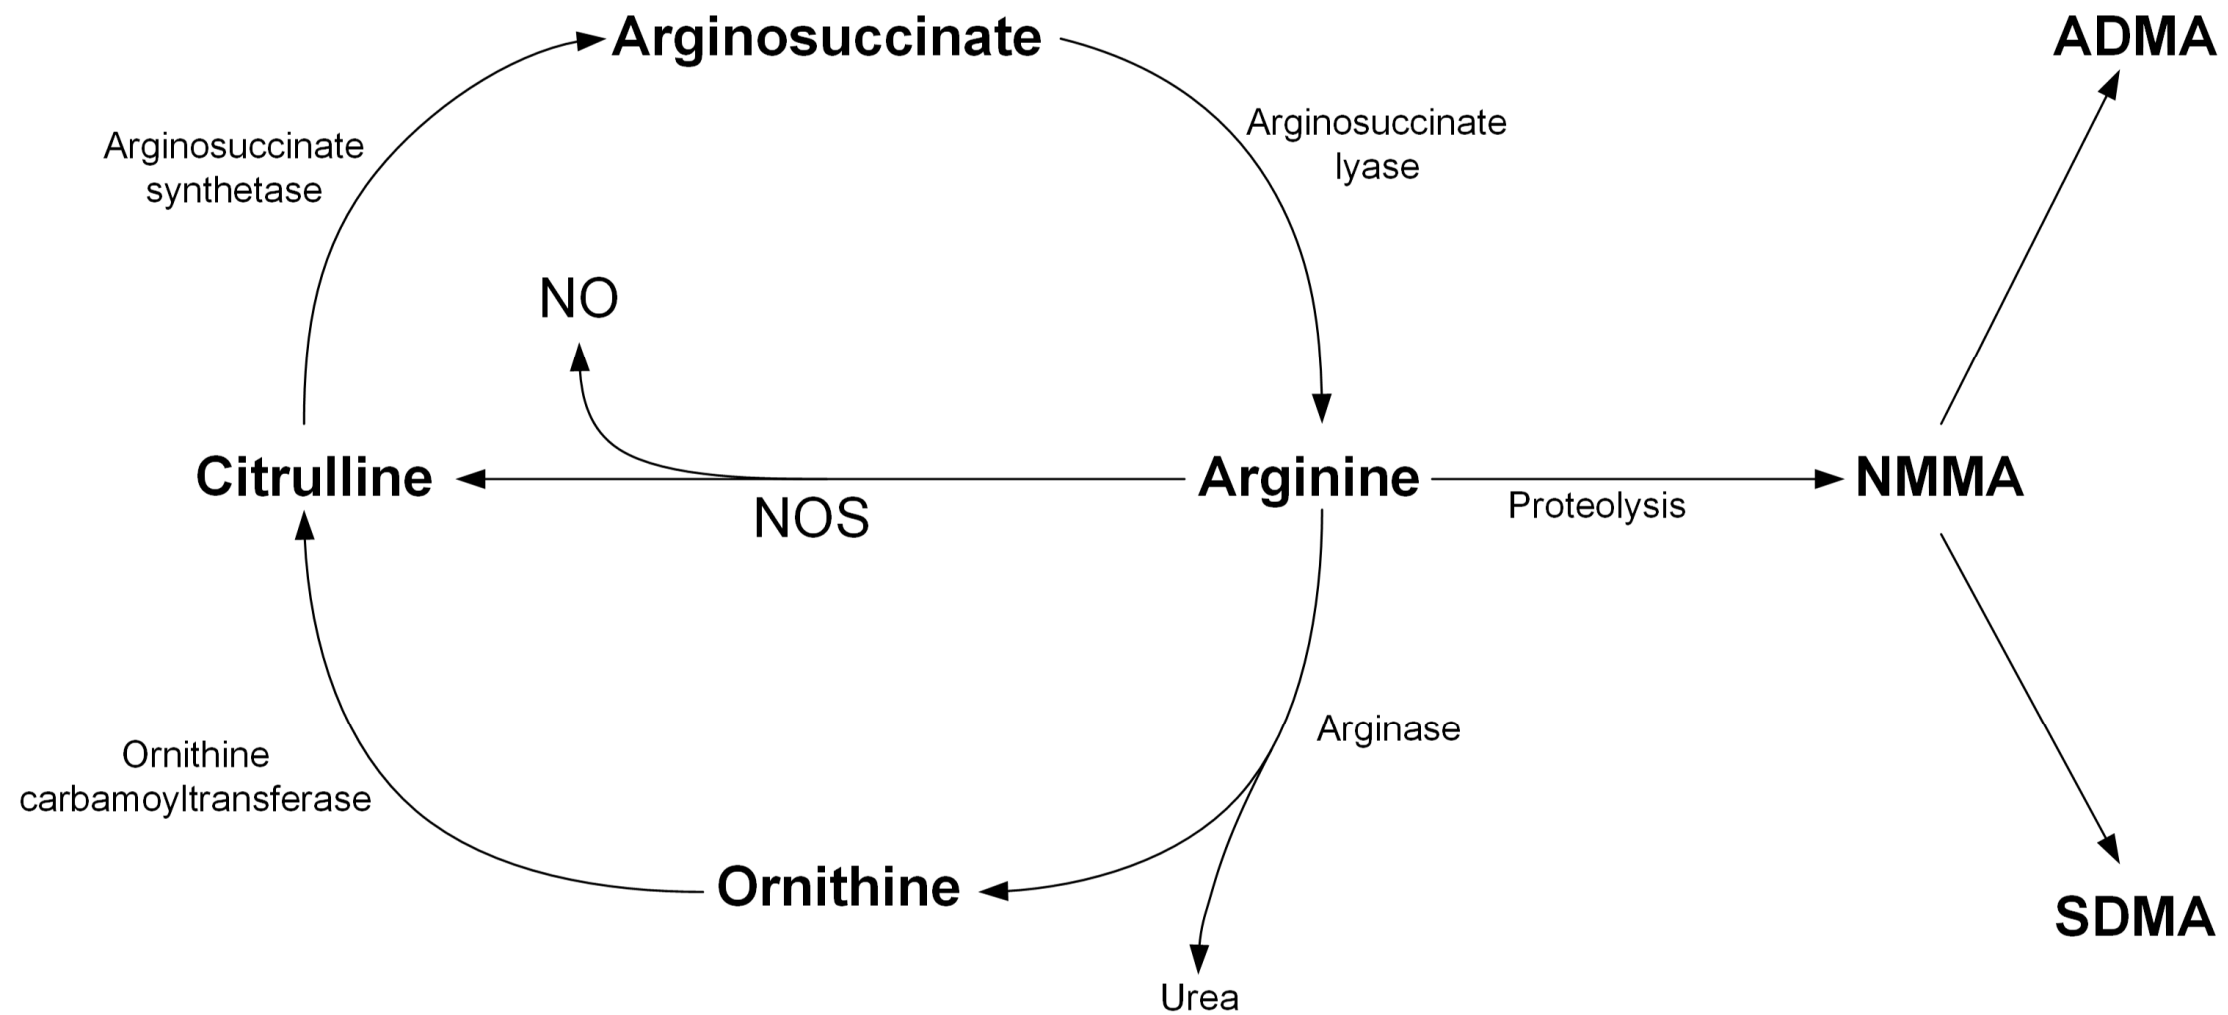 Arginosuccinate
ADMA
Arginosuccinate
lyase
Arginosuccinate
synthetase
NO
Citrulline
NOS
Arginine
Proteolysis
NMMA
Arginase
Ornithine
carbamoyltransferase
Ornithine
SDMA
Urea